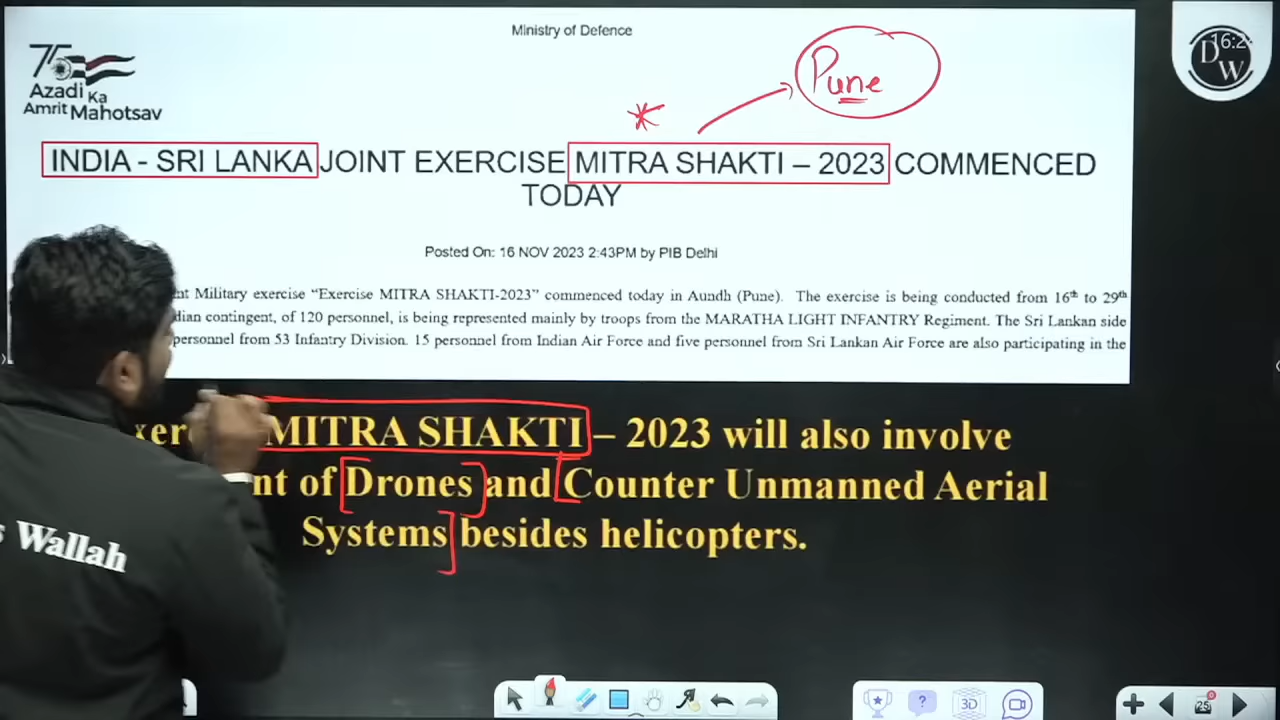 Ministry of Defence
75
Azadi Ka
Amrit Mahotsav
Pune
16:2
DW
INDIA - SRI LANKA JOINT EXERCISE MITRA SHAKTI – 2023 COMMENCED
TODAY
Posted On: 16 NOV 2023 2:43PM by PIB Delhi
Military exercise “Exercise MITRA SHAKTI-2023” commenced today in Aundh (Pune). The exercise is being conducted from 16th to 29th
contingent, of 120 personnel, is being represented mainly by troops from the MARATHA LIGHT INFANTRY Regiment. The Sri Lankan side
personnel from 53 Infantry Division. 15 personnel from Indian Air Force and five personnel from Sri Lankan Air Force are also participating in the
MITRA SHAKTI – 2023 will also involve
of Drones and Counter Unmanned Aerial
Systems besides helicopters.
Wallah
3D
25